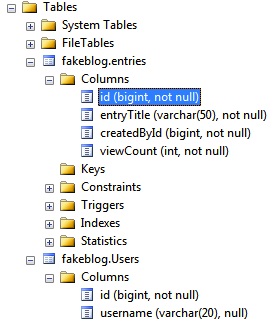 Tables
System Tables
FileTables
fakeblog.entries
Columns
id (bigint, not null)
entryTitle (varchar(50), not null)
createdById (bigint, not null)
viewCount (int, not null)
Keys
Constraints
Triggers
Indexes
Statistics
fakeblog.Users
Columns
id (bigint, not null)
username (varchar(20), null)